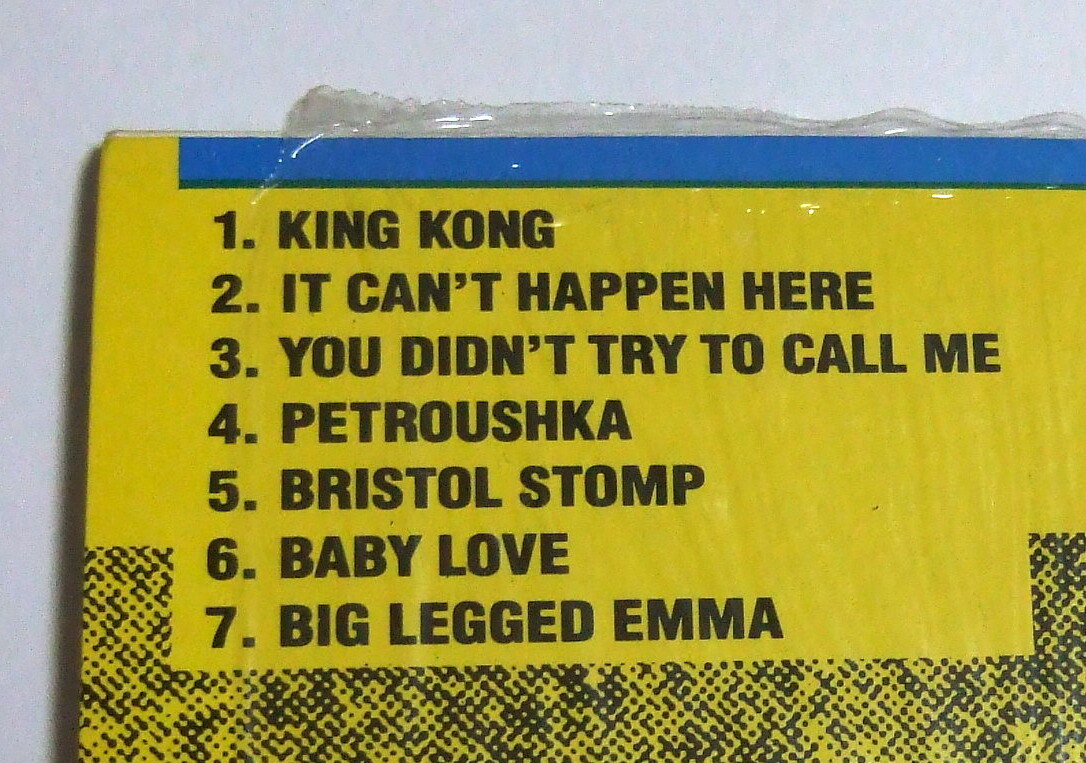 1. KING KONG
2. IT CAN'T HAPPEN HERE
3. YOU DIDN'T TRY TO CALL ME
4. PETROUSHKA
5. BRISTOL STOMP
6. BABY LOVE
7. BIG LEGGED EMMA